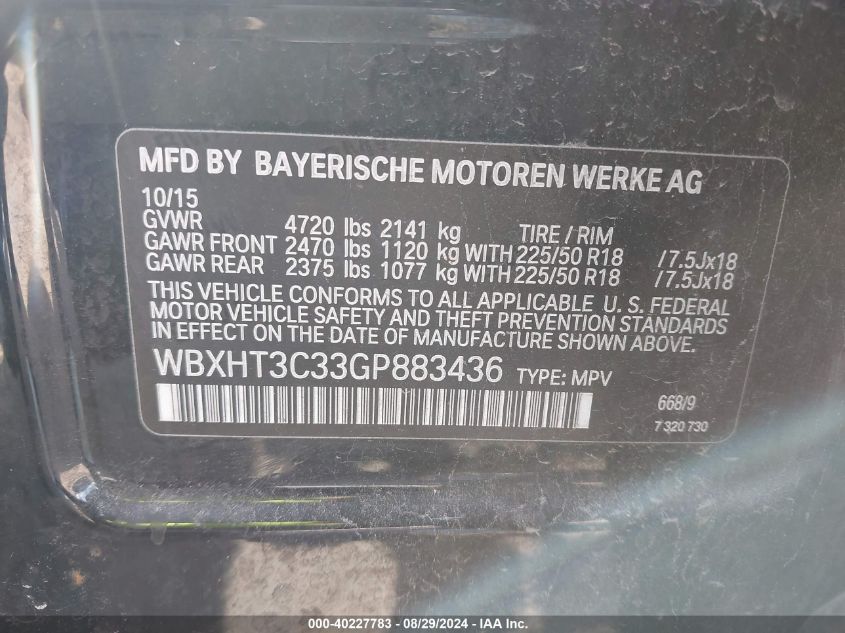 MFD BY BAYERISCHE MOTOREN WERKE AG
10/15
GVWR 4720 lbs 2141 kg TIRE / RIM
GAWR FRONT 2470 lbs 1120 kg WITH 225/50 R18 /7.5Jx18
GAWR REAR 2375 lbs 1077 kg WITH 225/50 R18 /7.5Jx18
THIS VEHICLE CONFORMS TO ALL APPLICABLE U. S. FEDERAL
MOTOR VEHICLE SAFETY AND THEFT PREVENTION STANDARDS
IN EFFECT ON THE DATE OF MANUFACTURE SHOWN ABOVE.
WBXHT3C33GP883436 TYPE: MPV
668/9
7 320 730
000-40227783 - 08/29/2024 - IAA Inc.